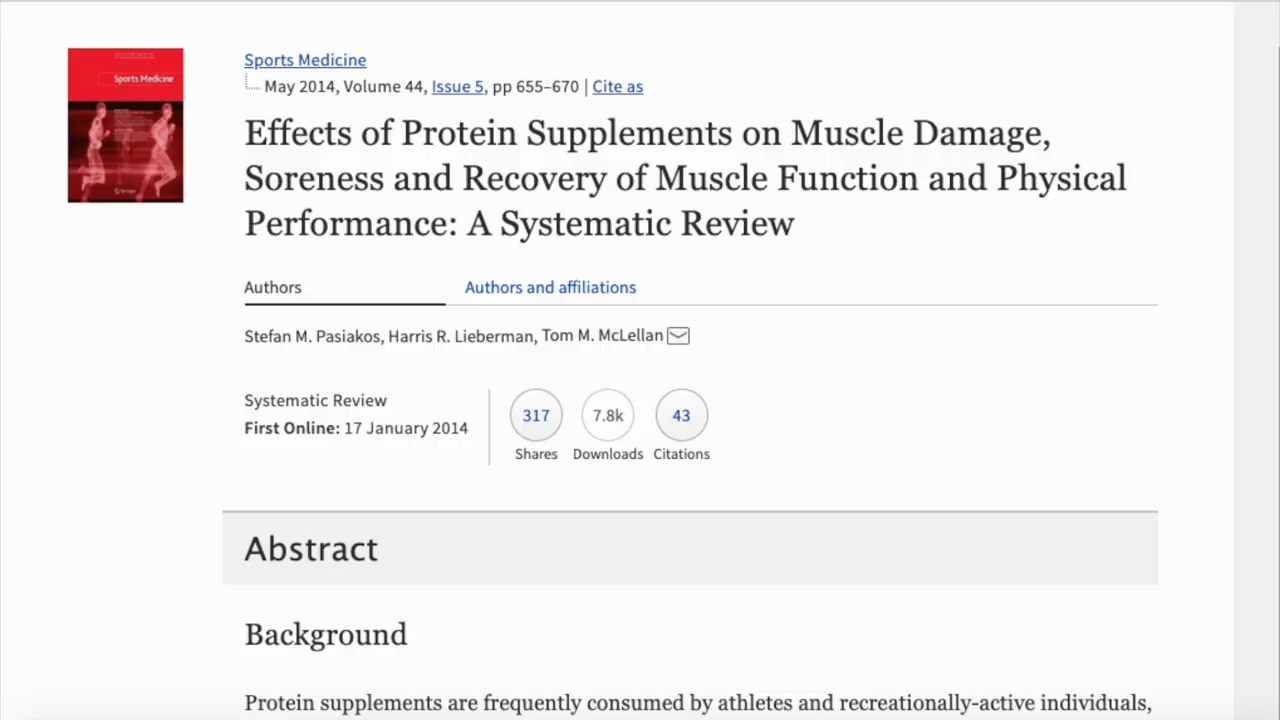 Sports Medicine
Sports Medicine
May 2014, Volume 44, Issue 5, pp 655–670 | Cite as
Effects of Protein Supplements on Muscle Damage,
Soreness and Recovery of Muscle Function and Physical
Performance: A Systematic Review
Authors
Authors and affiliations
Stefan M. Pasiakos, Harris R. Lieberman, Tom M. McLellan
Systematic Review
First Online: 17 January 2014
317
Shares
7.8k
Downloads
43
Citations
Abstract
Background
Protein supplements are frequently consumed by athletes and recreationally-active individuals,